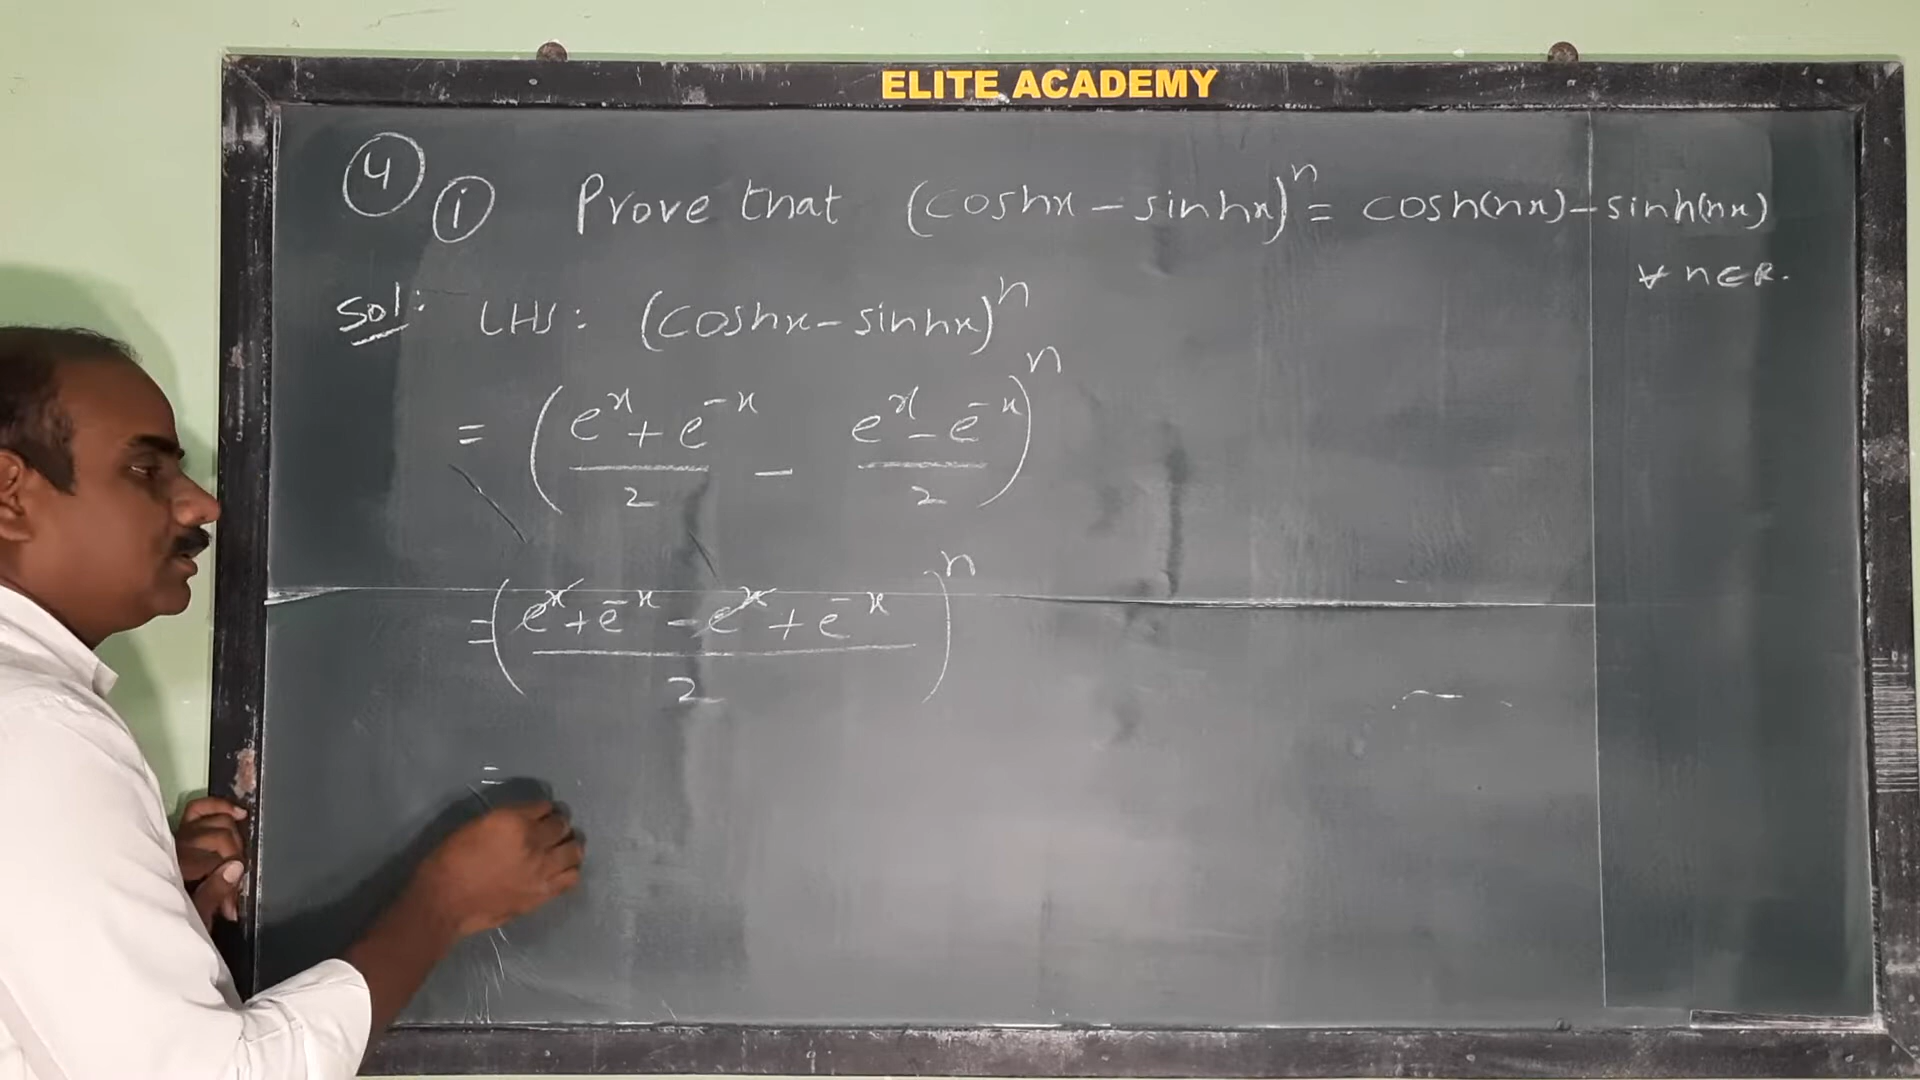 ELITE ACADEMY
④ ⓘ Prove that (coshx - sinhx)ⁿ = cosh(nx) - sinh(nx)
∀ n∈R.
Sol: LHS: (coshx - sinhx)ⁿ
= ((eˣ + e⁻ˣ)/2 - (eˣ - e⁻ˣ)/2)ⁿ
= ((eˣ + e⁻ˣ - eˣ + e⁻ˣ)/2)ⁿ
=